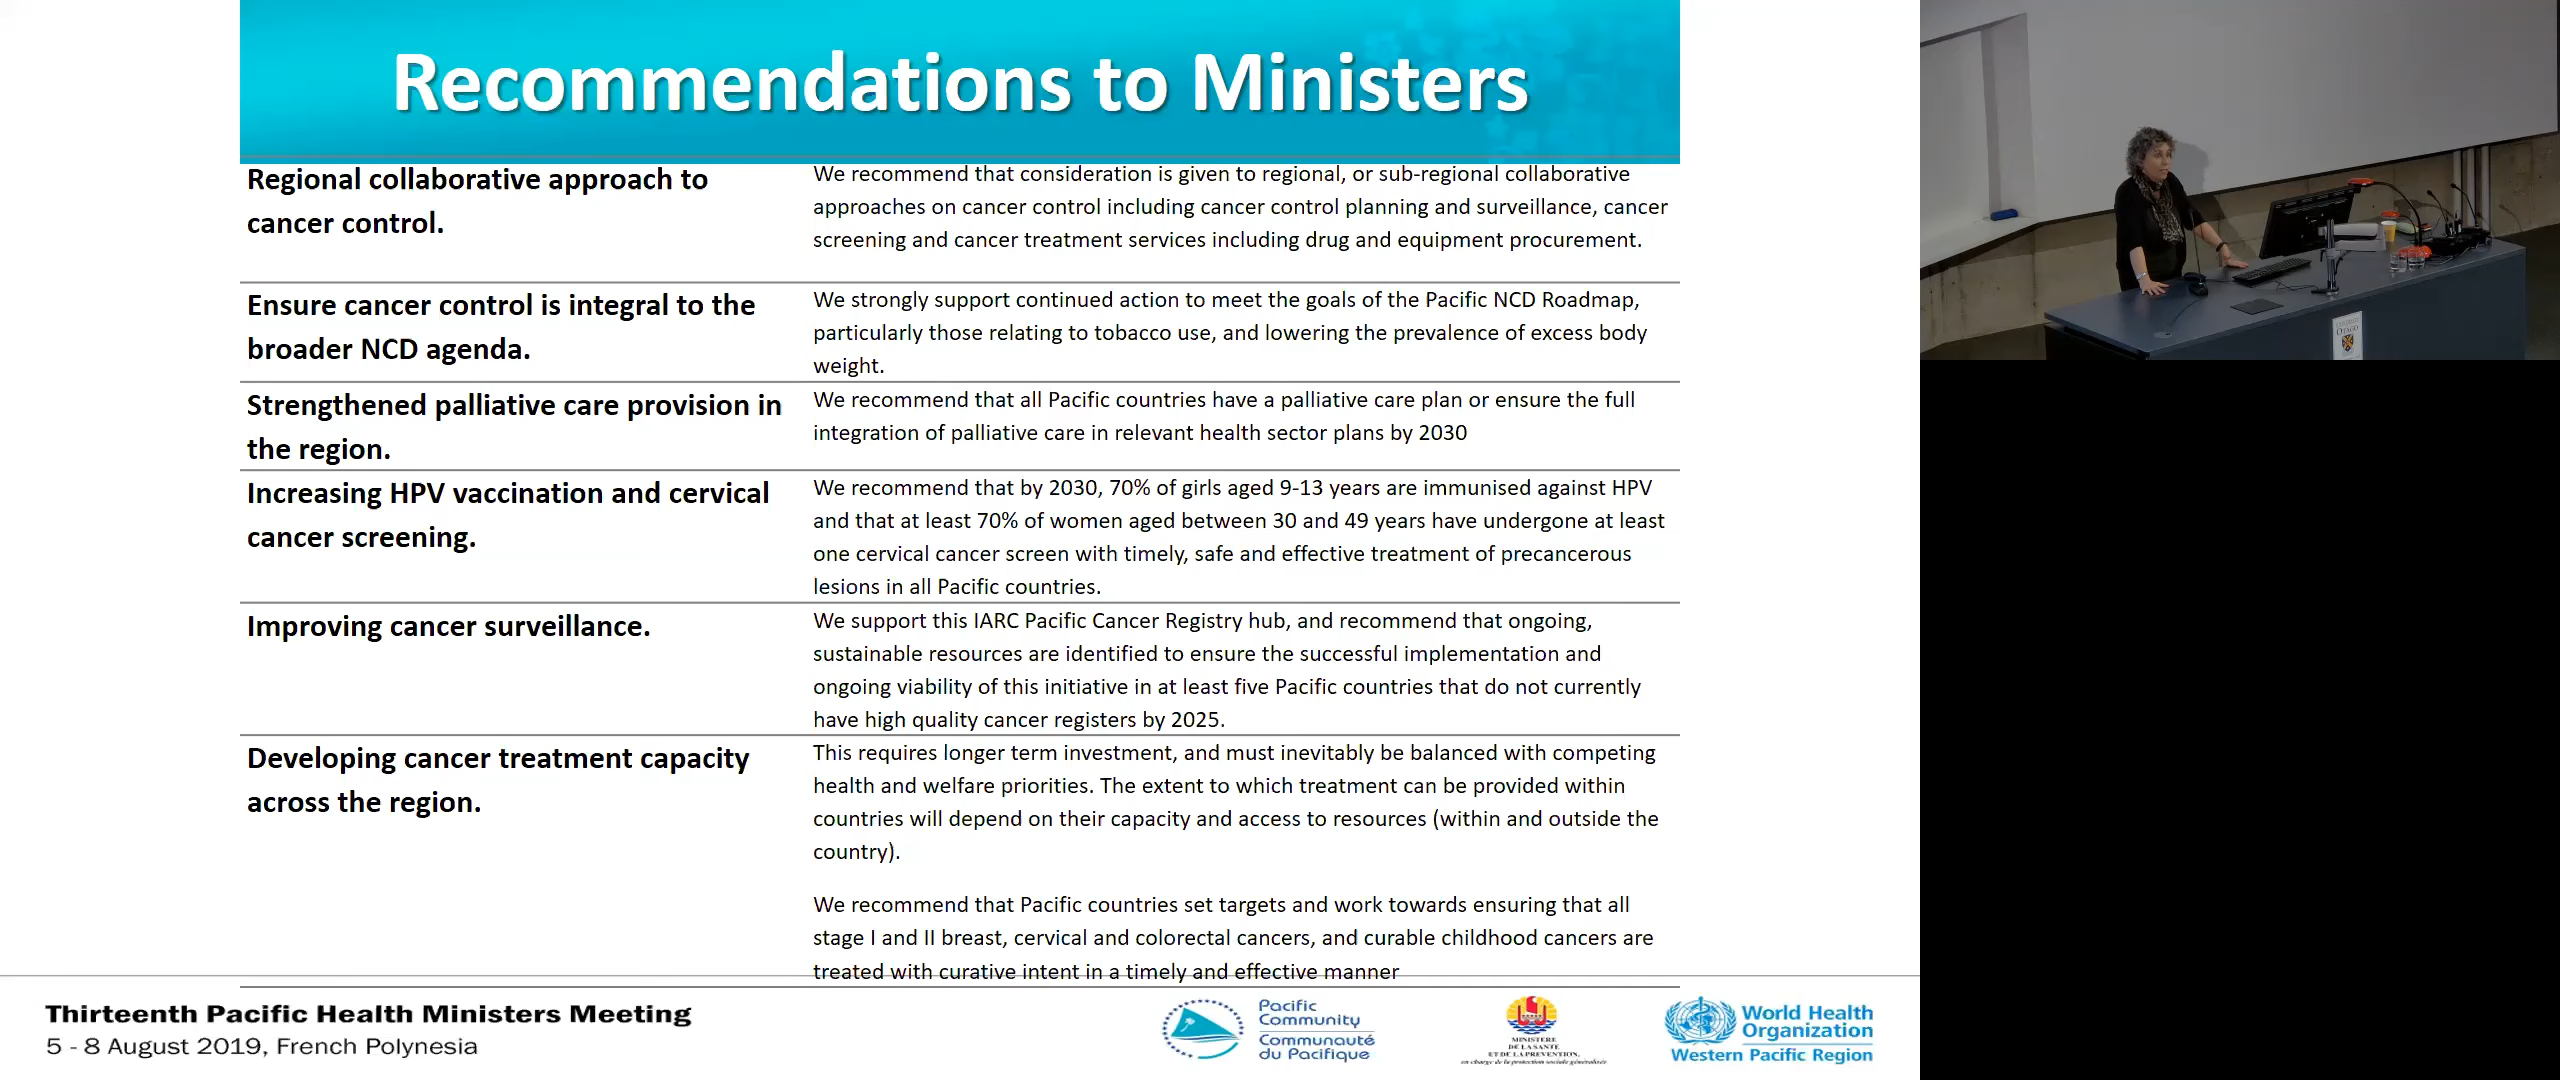 Recommendations to Ministers
Regional collaborative approach to
cancer control.
We recommend that consideration is given to regional, or sub-regional collaborative
approaches on cancer control including cancer control planning and surveillance, cancer
screening and cancer treatment services including drug and equipment procurement.
Ensure cancer control is integral to the
broader NCD agenda.
We strongly support continued action to meet the goals of the Pacific NCD Roadmap,
particularly those relating to tobacco use, and lowering the prevalence of excess body
weight.
Strengthened palliative care provision in
the region.
We recommend that all Pacific countries have a palliative care plan or ensure the full
integration of palliative care in relevant health sector plans by 2030
Increasing HPV vaccination and cervical
cancer screening.
We recommend that by 2030, 70% of girls aged 9-13 years are immunised against HPV
and that at least 70% of women aged between 30 and 49 years have undergone at least
one cervical cancer screen with timely, safe and effective treatment of precancerous
lesions in all Pacific countries.
Improving cancer surveillance.
We support this IARC Pacific Cancer Registry hub, and recommend that ongoing,
sustainable resources are identified to ensure the successful implementation and
ongoing viability of this initiative in at least five Pacific countries that do not currently
have high quality cancer registers by 2025.
Developing cancer treatment capacity
across the region.
This requires longer term investment, and must inevitably be balanced with competing
health and welfare priorities. The extent to which treatment can be provided within
countries will depend on their capacity and access to resources (within and outside the
country).
We recommend that Pacific countries set targets and work towards ensuring that all
stage I and II breast, cervical and colorectal cancers, and curable childhood cancers are
treated with curative intent in a timely and effective manner
Thirteenth Pacific Health Ministers Meeting
5 - 8 August 2019, French Polynesia
Pacific
Community
Communauté
du Pacifique
MINISTERE
DE LA SANTE
ET DE LA PREVENTION,
en charge de la protection sociale généralisée
World Health
Organization
Western Pacific Region
OTAGO